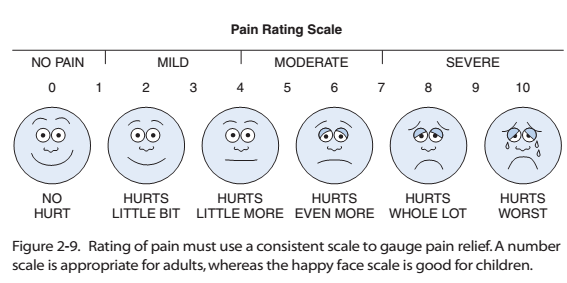 Pain Rating Scale
NO PAIN MILD MODERATE SEVERE
0 1 2 3 4 5 6 7 8 9 10
NO HURT
HURTS LITTLE BIT
HURTS LITTLE MORE
HURTS EVEN MORE
HURTS WHOLE LOT
HURTS WORST
Figure 2-9. Rating of pain must use a consistent scale to gauge pain relief. A number
scale is appropriate for adults, whereas the happy face scale is good for children.